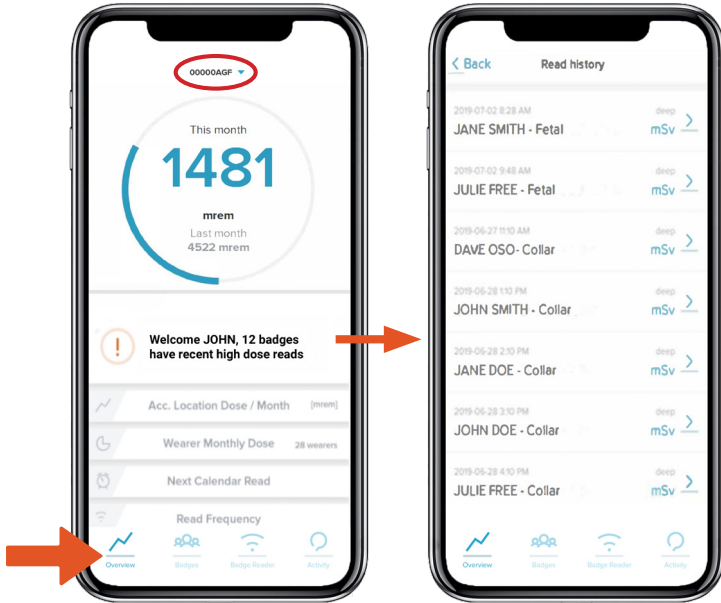 00000AGF
This month
1481
mrem
Last month
4522 mrem
Welcome JOHN, 12 badges
have recent high dose reads
Acc. Location Dose / Month [mrem]
Wearer Monthly Dose 28 wearers
Next Calendar Read
Read Frequency
Overview Badges Badge Reader Activity
Back Read history
2019-07-02 8:28 AM deep
JANE SMITH - Fetal mSv
2019-07-02 9:48 AM deep
JULIE FREE - Fetal mSv
2019-06-27 11:10 AM deep
DAVE OSO- Collar mSv
2019-06-28 1:10 PM deep
JOHN SMITH - Collar mSv
2019-06-28 2:10 PM deep
JANE DOE - Collar mSv
2019-06-28 3:10 PM deep
JOHN DOE - Collar mSv
2019-06-28 4:10 PM deep
JULIE FREE - Collar mSv
Overview Badges Badge Reader Activity